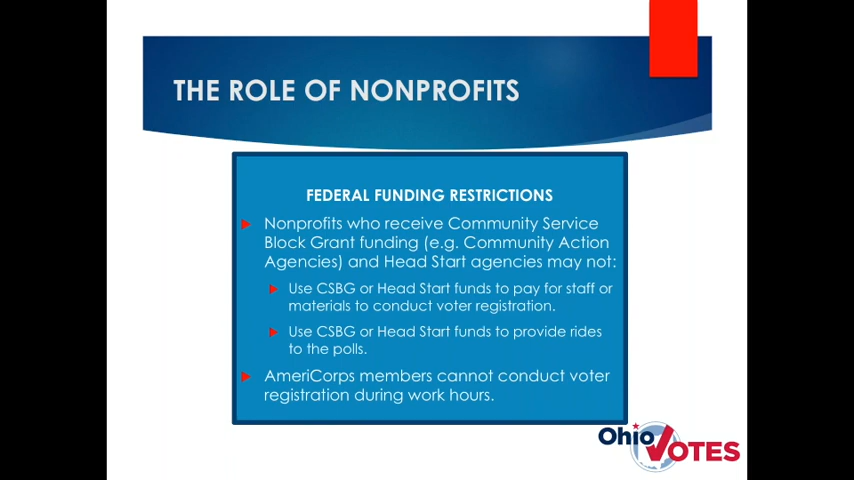 THE ROLE OF NONPROFITS
FEDERAL FUNDING RESTRICTIONS
Nonprofits who receive Community Service
Block Grant funding (e.g. Community Action
Agencies) and Head Start agencies may not:
Use CSBG or Head Start funds to pay for staff or
materials to conduct voter registration.
Use CSBG or Head Start funds to provide rides
to the polls.
AmeriCorps members cannot conduct voter
registration during work hours.
Ohio VOTES